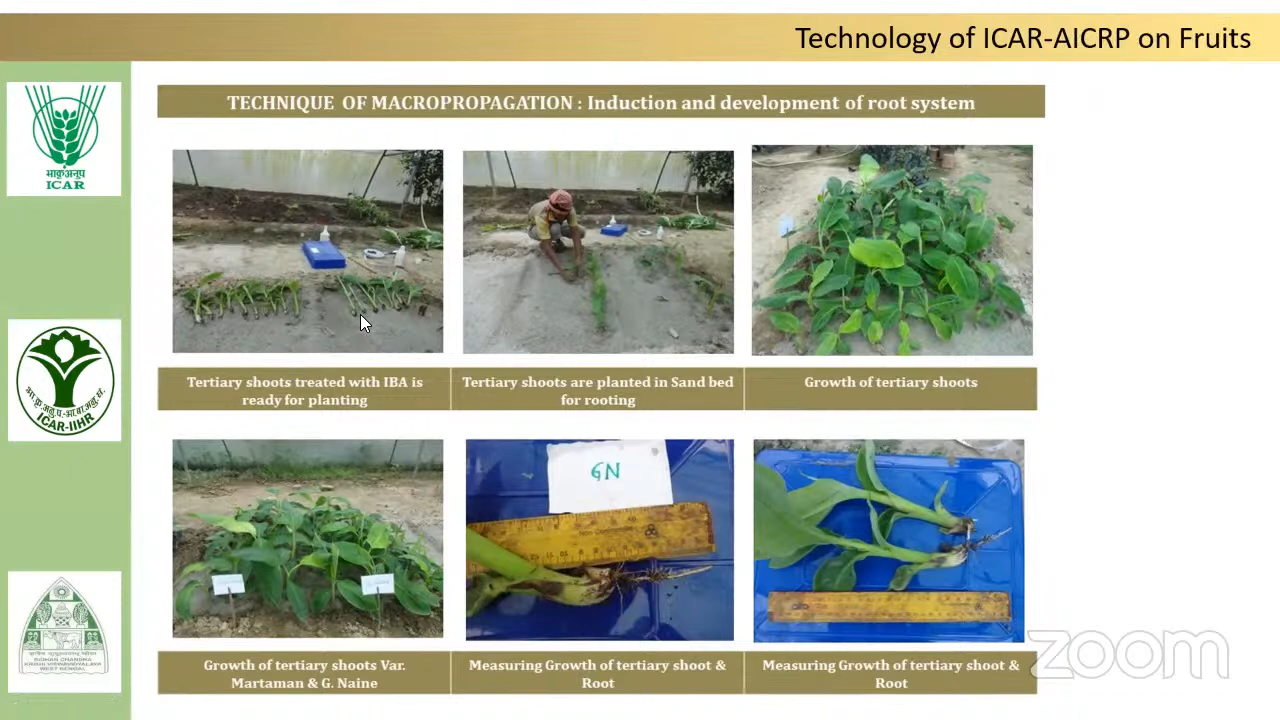 Technology of ICAR-AICRP on Fruits
TECHNIQUE OF MACROPROPAGATION : Induction and development of root system
ICAR
Tertiary shoots treated with IBA is
ready for planting
Tertiary shoots are planted in Sand bed
for rooting
Growth of tertiary shoots
ICAR-IIHR
GN
Growth of tertiary shoots Var.
Martaman & G. Naine
Measuring Growth of tertiary shoot &
Root
Measuring Growth of tertiary shoot &
Root
zoom